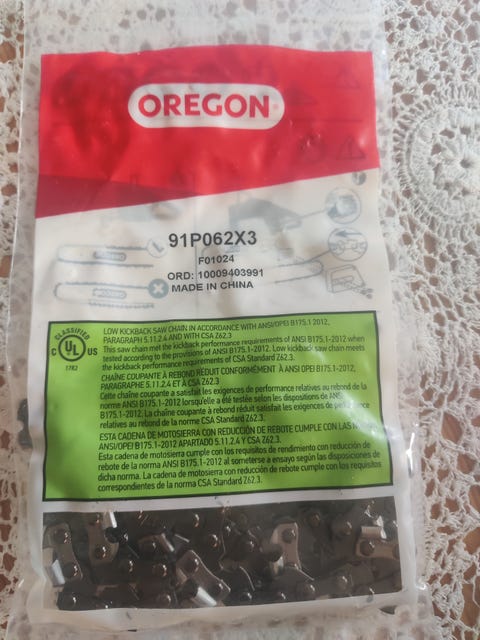 OREGON
91P062X3
F01024
ORD: 10009403991
MADE IN CHINA
CLASSIFIED
C UL US
1782
LOW KICKBACK SAW CHAIN IN ACCORDANCE WITH ANSI/OPEI B175.1 2012,
PARAGRAPH 5.11.2.4 AND WITH CSA Z62.3
This saw chain met the kickback performance requirements of ANSI B175.1-2012 when
tested according to the provisions of ANSI B175.1-2012. Low kickback saw chain meets
the kickback performance requirements of CSA Standard Z62.3.
CHAÎNE COUPANTE À REBOND RÉDUIT CONFORMÉMENT À ANSI OPEI B175.1-2012,
PARAGRAPHE 5.11.2.4 ET À CSA Z62.3
Cette chaîne coupante a satisfait les exigences de performance relatives au rebond de la
norme ANSI B175.1-2012 lorsqu'elle a été testée selon les dispositions de ANSI
B175.1-2012. La chaîne coupante à rebond réduit satisfait les exigences de performance
relatives au rebond de la norme CSA Standard Z62.3.
ESTA CADENA DE MOTOSIERRA CON REDUCCIÓN DE REBOTE CUMPLE CON LAS
ANSI/OPEI B175.1-2012 APARTADO 5.11.2.4 Y CSA Z62.3.
Esta cadena de motosierra cumple con los requisitos de rendimiento con reducción de
rebote de la norma ANSI B175.1-2012 al someterse a ensayo según las disposiciones de
dicha norma. La cadena de motosierra con reducción de rebote cumple con los requisitos
correspondientes de la norma CSA Standard Z62.3.